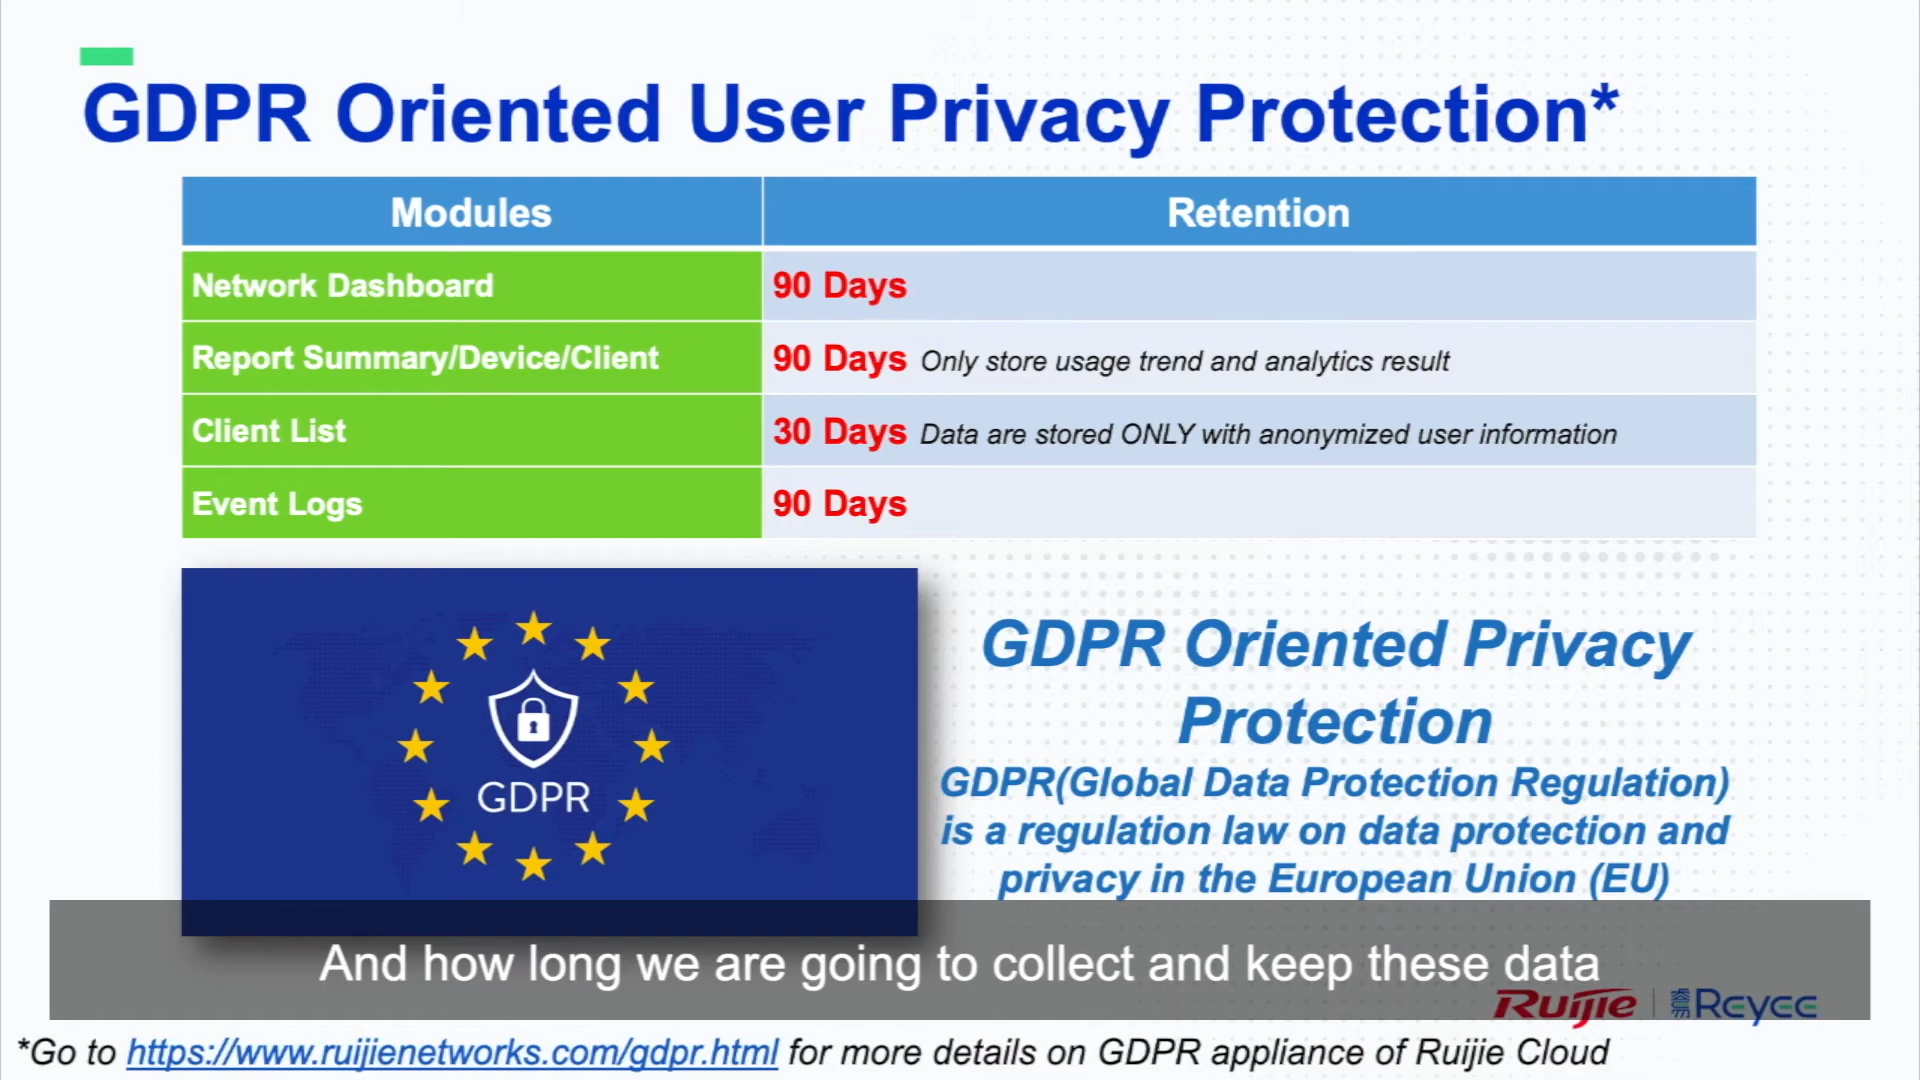 GDPR Oriented User Privacy Protection*
Modules Retention
Network Dashboard 90 Days
Report Summary/Device/Client 90 Days Only store usage trend and analytics result
Client List 30 Days Data are stored ONLY with anonymized user information
Event Logs 90 Days
GDPR
GDPR Oriented Privacy
Protection
GDPR(Global Data Protection Regulation)
is a regulation law on data protection and
privacy in the European Union (EU)
And how long we are going to collect and keep these data
Ruijie | Reyee
*Go to https://www.ruijienetworks.com/gdpr.html for more details on GDPR appliance of Ruijie Cloud